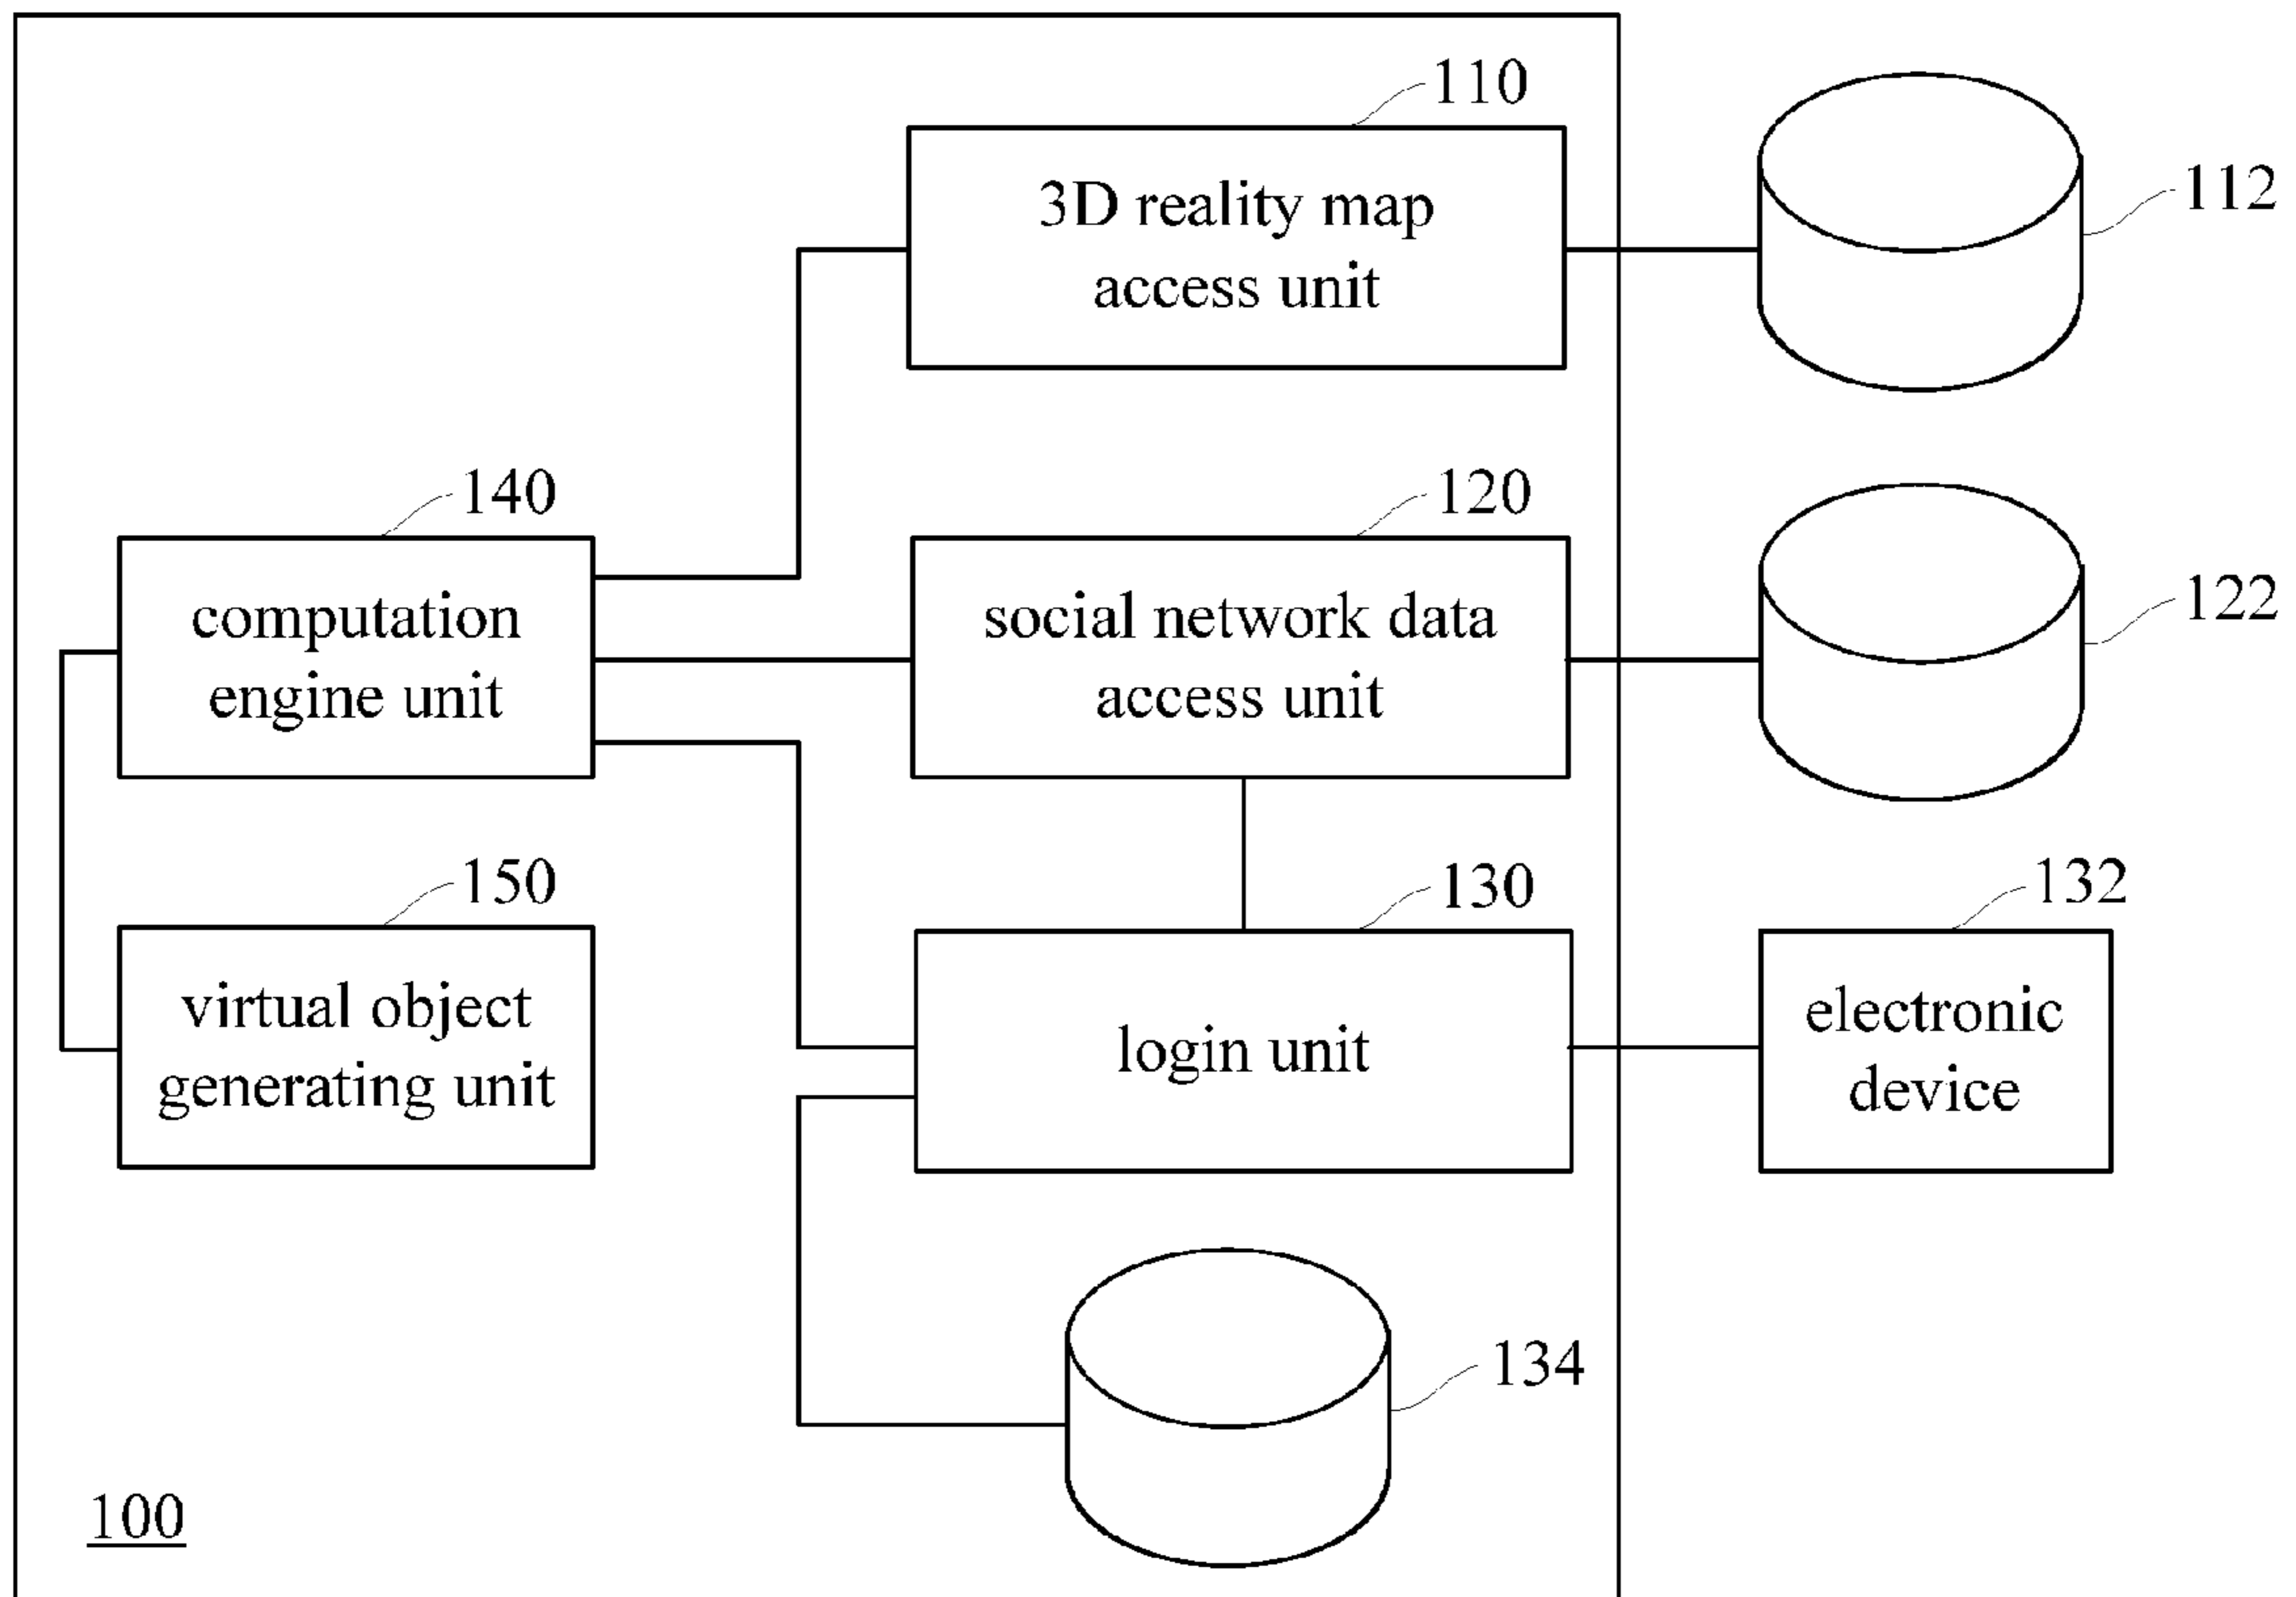 110
3D reality map
access unit
112
140
computation
engine unit
120
social network data
access unit
122
150
virtual object
generating unit
130
login unit
132
electronic
device
134
100